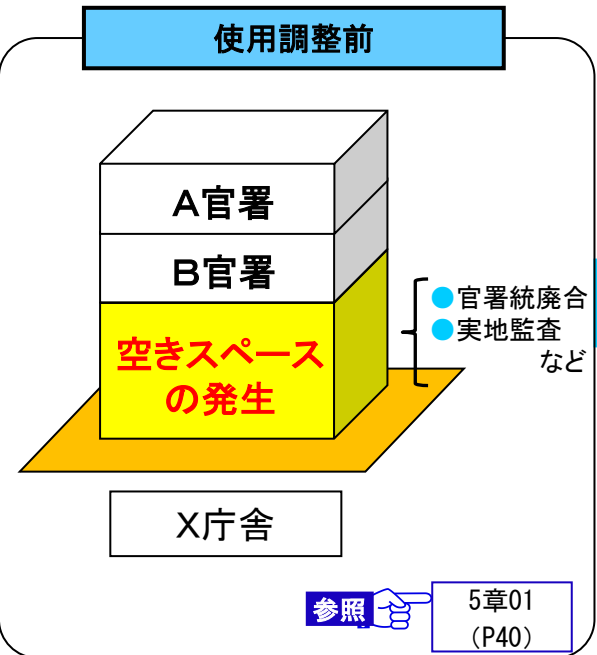 使用調整前
A官署
B官署
空きスペース
の発生
●官署統廃合
●実地監査
など
X庁舎
参照
5章01
(P40)